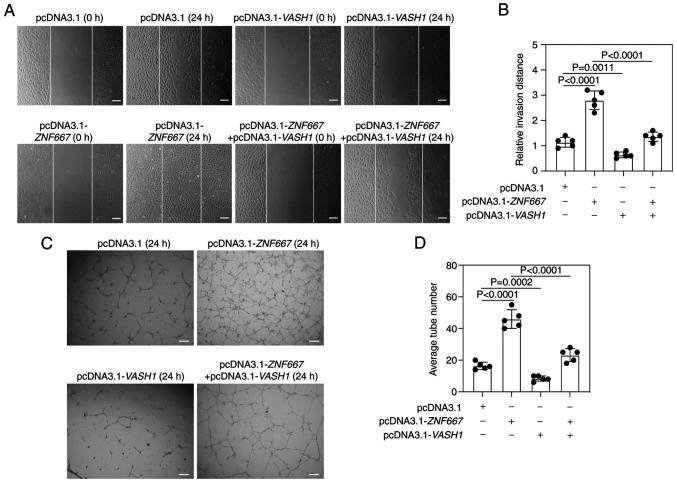 A
pcDNA3.1 (0 h) pcDNA3.1 (24 h) pcDNA3.1-VASH1 (0 h) pcDNA3.1-VASH1 (24 h)
pcDNA3.1-
ZNF667 (0 h)
pcDNA3.1-
ZNF667 (24 h)
pcDNA3.1-ZNF667
+pcDNA3.1-VASH1 (0 h)
pcDNA3.1-ZNF667
+pcDNA3.1-VASH1 (24 h)
B
Relative invasion distance
5
4
3
2
1
0
P<0.0001
P=0.0011
P<0.0001
pcDNA3.1 + – – –
pcDNA3.1-ZNF667 – + – +
pcDNA3.1-VASH1 – – + +
C
pcDNA3.1 (24 h) pcDNA3.1-ZNF667 (24 h)
pcDNA3.1-VASH1 (24 h)
pcDNA3.1-ZNF667
+pcDNA3.1-VASH1 (24 h)
D
Average tube number
80
60
40
20
0
P<0.0001
P=0.0002
P<0.0001
pcDNA3.1 + – – –
pcDNA3.1-ZNF667 – + – +
pcDNA3.1-VASH1 – – + +